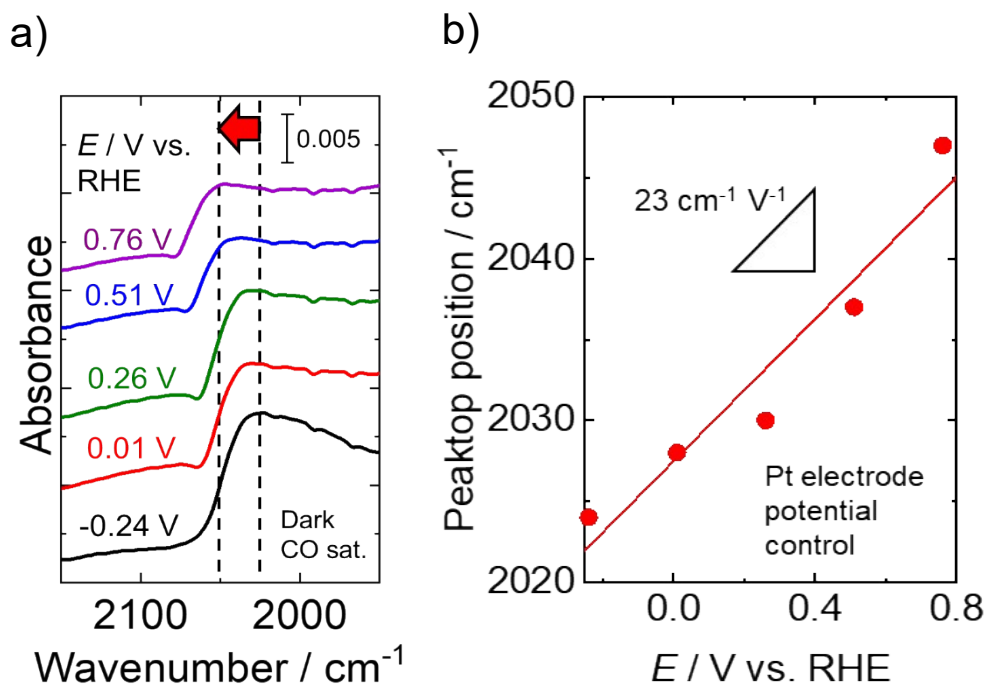 a)
E / V vs.
RHE
0.005
0.76 V
0.51 V
0.26 V
0.01 V
-0.24 V
Dark
CO sat.
Absorbance
2100
2000
Wavenumber / cm⁻¹
b)
2050
2040
2030
2020
Peaktop position / cm⁻¹
23 cm⁻¹ V⁻¹
Pt electrode
potential
control
0.0
0.4
0.8
E / V vs. RHE